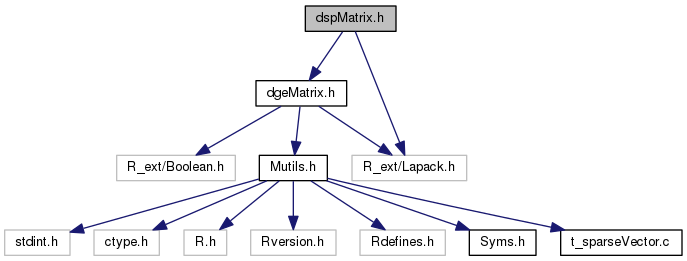 dspMatrix.h
dgeMatrix.h
R_ext/Boolean.h
Mutils.h
R_ext/Lapack.h
stdint.h
ctype.h
R.h
Rversion.h
Rdefines.h
Syms.h
t_sparseVector.c